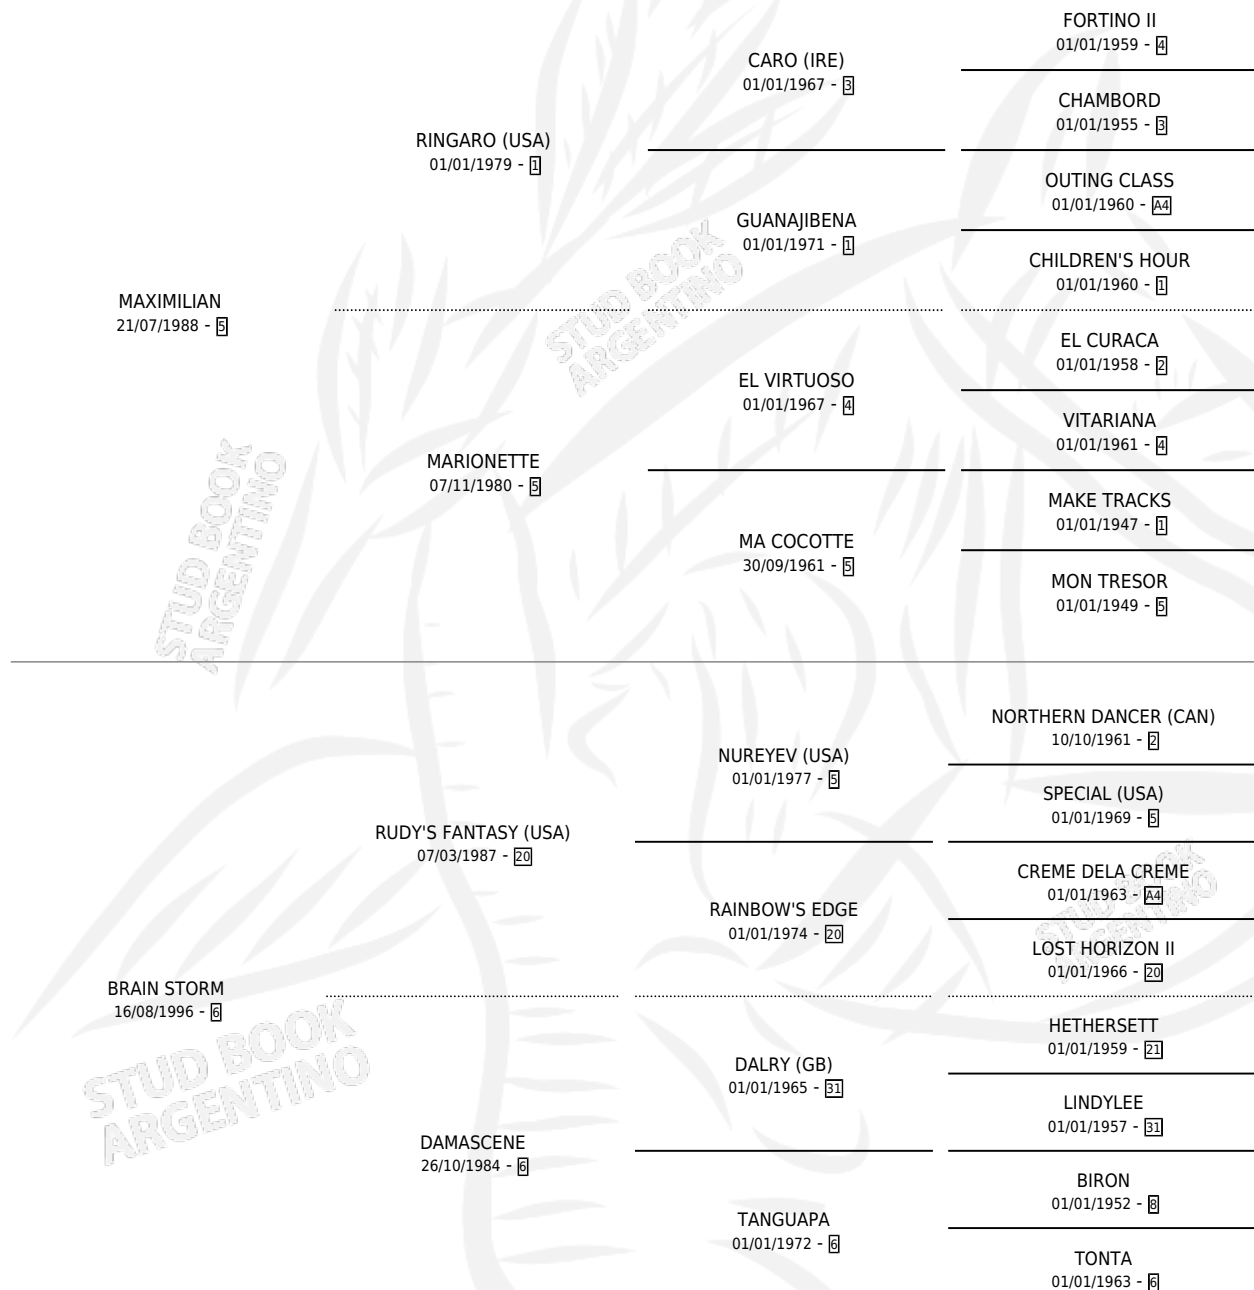 FORTINO II
01/01/1959 - 4
CARO (IRE)
01/01/1967 - 3
CHAMBORD
01/01/1955 - 3
RINGARO (USA)
01/01/1979 - 1
OUTING CLASS
01/01/1960 - A4
GUANAJIBENA
01/01/1971 - 1
CHILDREN'S HOUR
01/01/1960 - 1
MAXIMILIAN
21/07/1988 - 5
EL CURACA
01/01/1958 - 2
EL VIRTUOSO
01/01/1967 - 4
VITARIANA
01/01/1961 - 4
MARIONETTE
07/11/1980 - 5
MAKE TRACKS
01/01/1947 - 1
MA COCOTTE
30/09/1961 - 5
MON TRESOR
01/01/1949 - 5
NORTHERN DANCER (CAN)
10/10/1961 - 2
NUREYEV (USA)
01/01/1977 - 5
SPECIAL (USA)
01/01/1969 - 5
RUDY'S FANTASY (USA)
07/03/1987 - 20
CREME DELA CREME
01/01/1963 - A4
RAINBOW'S EDGE
01/01/1974 - 20
LOST HORIZON II
01/01/1966 - 20
BRAIN STORM
16/08/1996 - 6
HETHERSETT
01/01/1959 - 21
DALRY (GB)
01/01/1965 - 31
LINDYLEE
01/01/1957 - 31
DAMASCENE
26/10/1984 - 6
BIRON
01/01/1952 - 8
TANGUAPA
01/01/1972 - 6
TONTA
01/01/1963 - 6
STUD BOOK
ARGENTINO
STUD BOOK
ARGENTINO
STUD BOOK
ARGENTINO
STUD BOOK
ARGENTINO